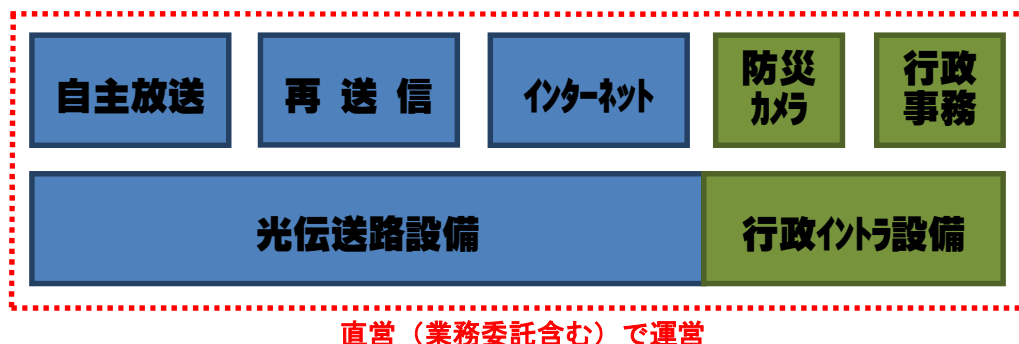 自主放送
再送信
インターネット
防災
カメラ
行政
事務
光伝送路設備
行政イントラ設備
直営（業務委託含む）で運営